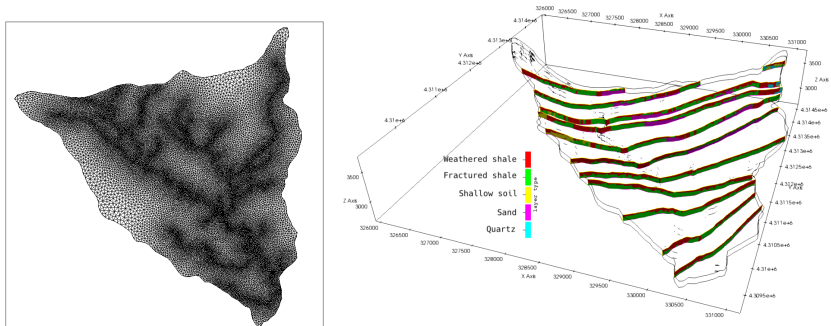 X Axis
326000 326500 327000 327500 328000 328500 329000 329500 330000 330500 331000
4.314e+6
4.313e+6
4.312e+6
4.311e+6
4.31e+6
Y Axis
3500
3000
Z Axis
3500
Z Axis
3000
4.3145e+6
4.314e+6
4.3135e+6
4.313e+6
4.3125e+6
4.312e+6
Y Axis
4.3115e+6
4.311e+6
4.3105e+6
4.31e+6
4.3095e+6
Weathered shale
Fractured shale
Shallow soil
Sand
Quartz
layer type
326000
326500
327000
327500
328000
328500
X Axis
329000
329500
330000
330500
331000